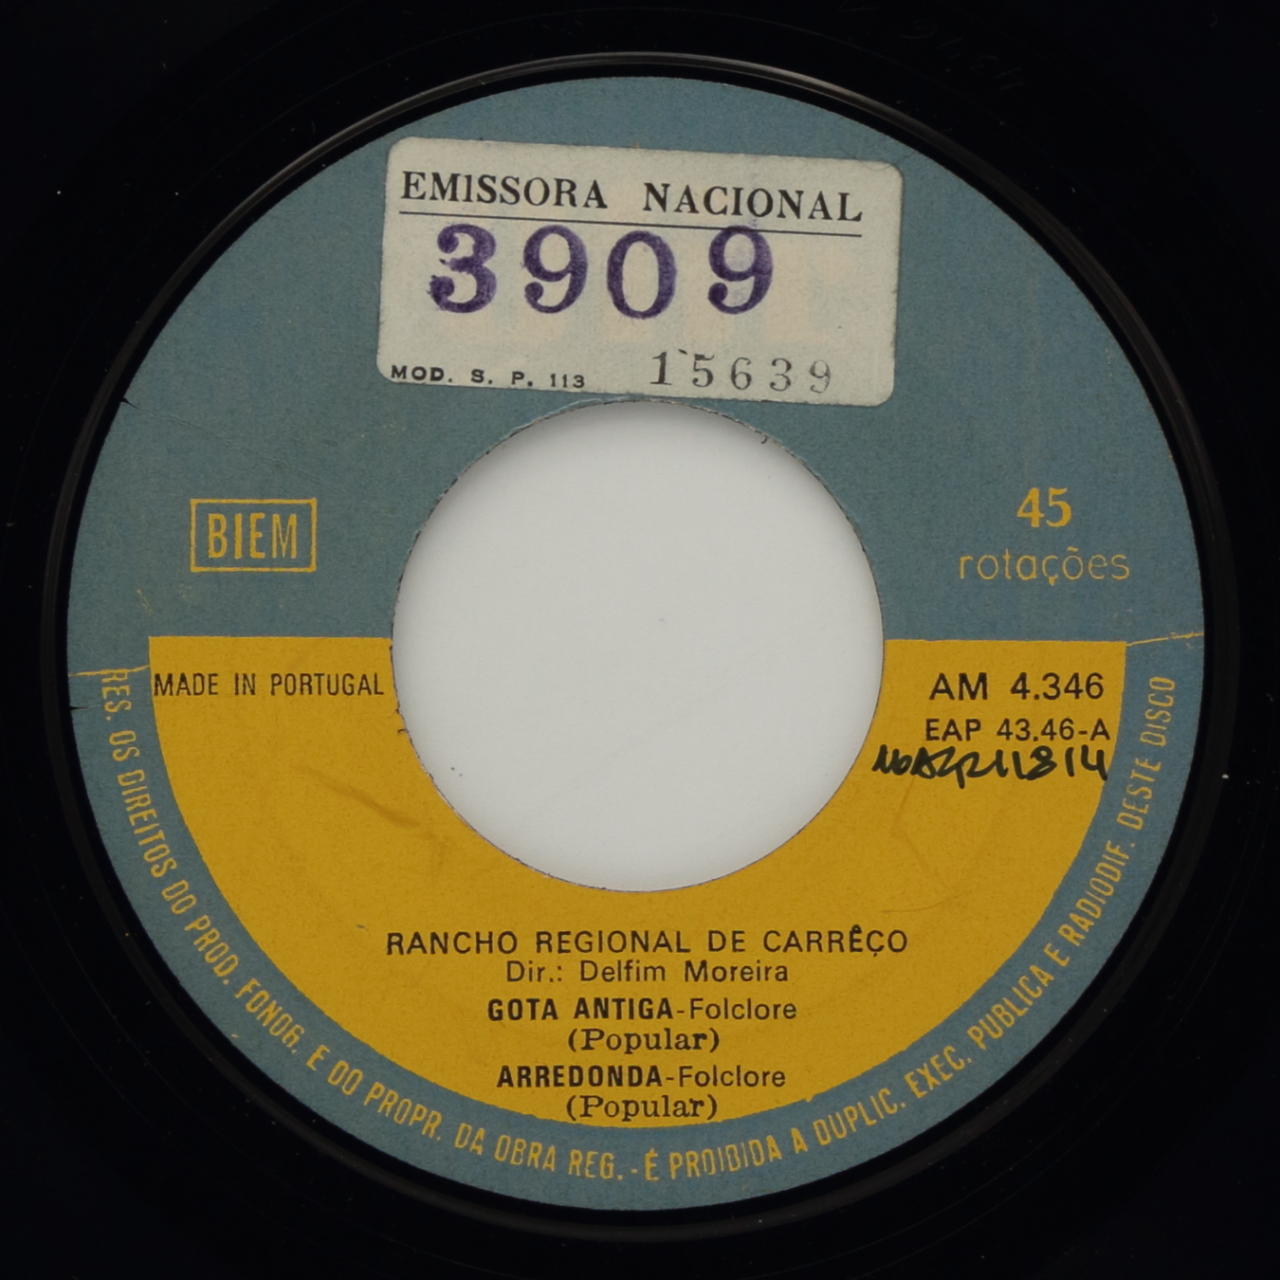 EMISSORA NACIONAL
3909
MOD. S. P. 113 15639
BIEM
45
rotações
MADE IN PORTUGAL
AM 4.346
EAP 43.46-A
RANCHO REGIONAL DE CARRÊÇO
Dir.: Delfim Moreira
GOTA ANTIGA-Folclore
(Popular)
ARREDONDA-Folclore
(Popular)
RES. OS DIREITOS DO PROD. FONOG. E DO PROPR. DA OBRA REG.-É PROIBIDA A DUPLIC. EXEC. PUBLICA E RADIODIF. DESTE DISCO